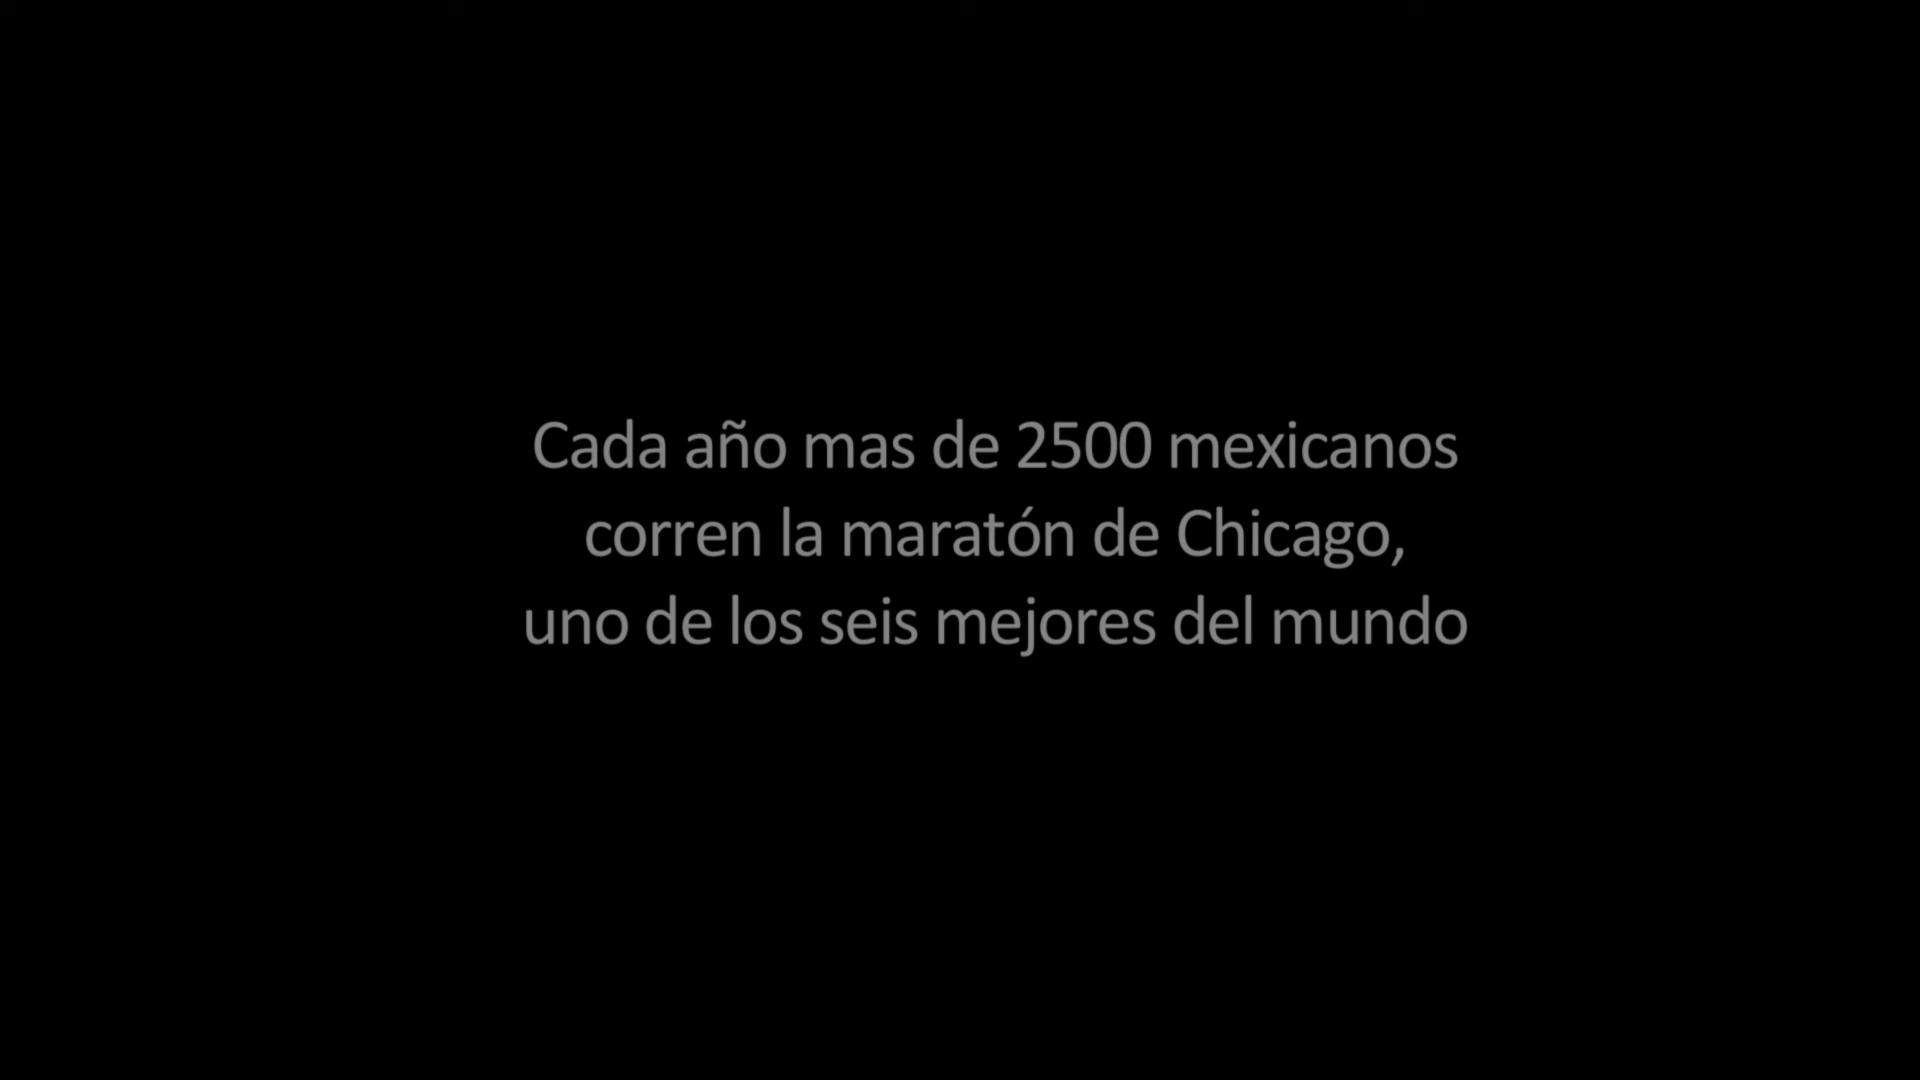 Cada año mas de 2500 mexicanos
corren la maratón de Chicago,
uno de los seis mejores del mundo